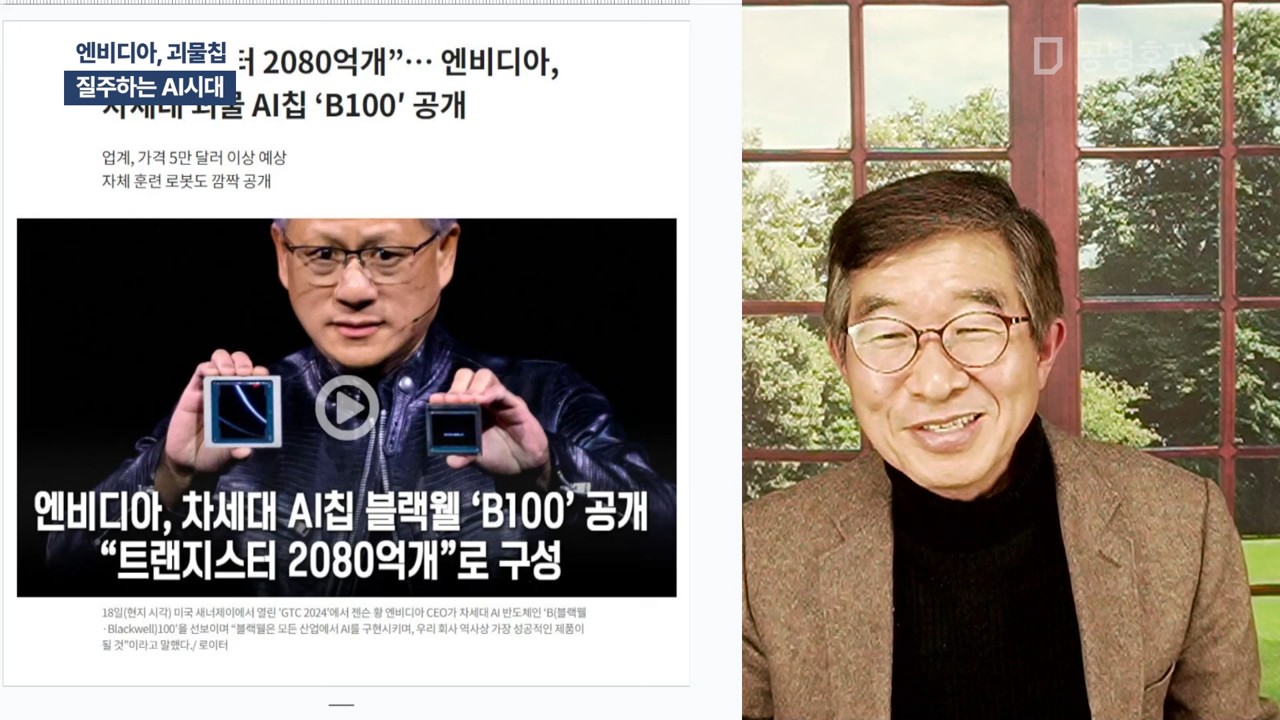 엔비디아, 괴물칩
질주하는 AI시대
터 2080억개”… 엔비디아,
차세대 괴물 AI칩 ‘B100′ 공개
업계, 가격 5만 달러 이상 예상
자체 훈련 로봇도 깜짝 공개
엔비디아, 차세대 AI칩 블랙웰 ‘B100’ 공개
“트랜지스터 2080억개”로 구성
18일(현지 시각) 미국 새너제이에서 열린 'GTC 2024'에서 젠슨 황 엔비디아 CEO가 차세대 AI 반도체인 ‘B(블랙웰
·Blackwell)100’을 선보이며 “블랙웰은 모든 산업에서 AI를 구현시키며, 우리 회사 역사상 가장 성공적인 제품이
될 것”이라고 말했다./ 로이터
공병호